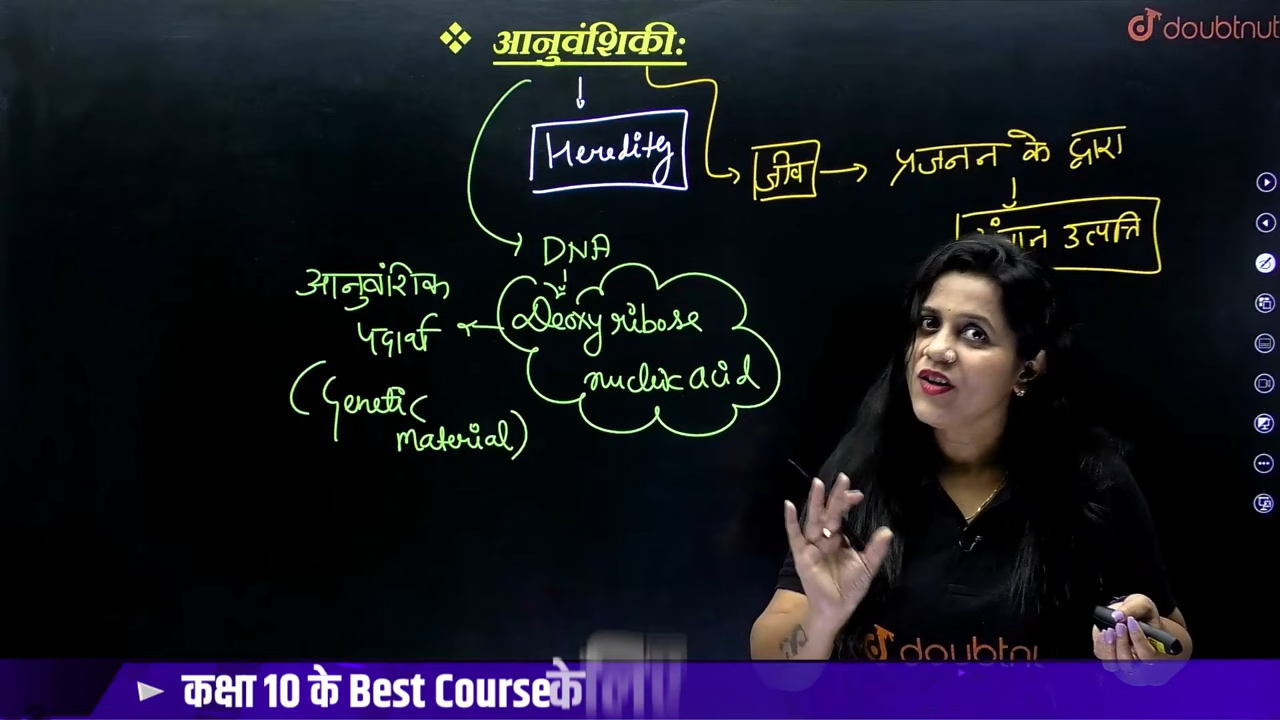 doubtnut
❖ आनुवंशिकीः
Heredity
जीव → प्रजनन के द्वारा
उत्पत्ति
DNA
Deoxy ribose
nucleic acid
आनुवंशिक
पदार्थ
(Genetic
material)
doubtnut
कक्षा 10 के Best Course के